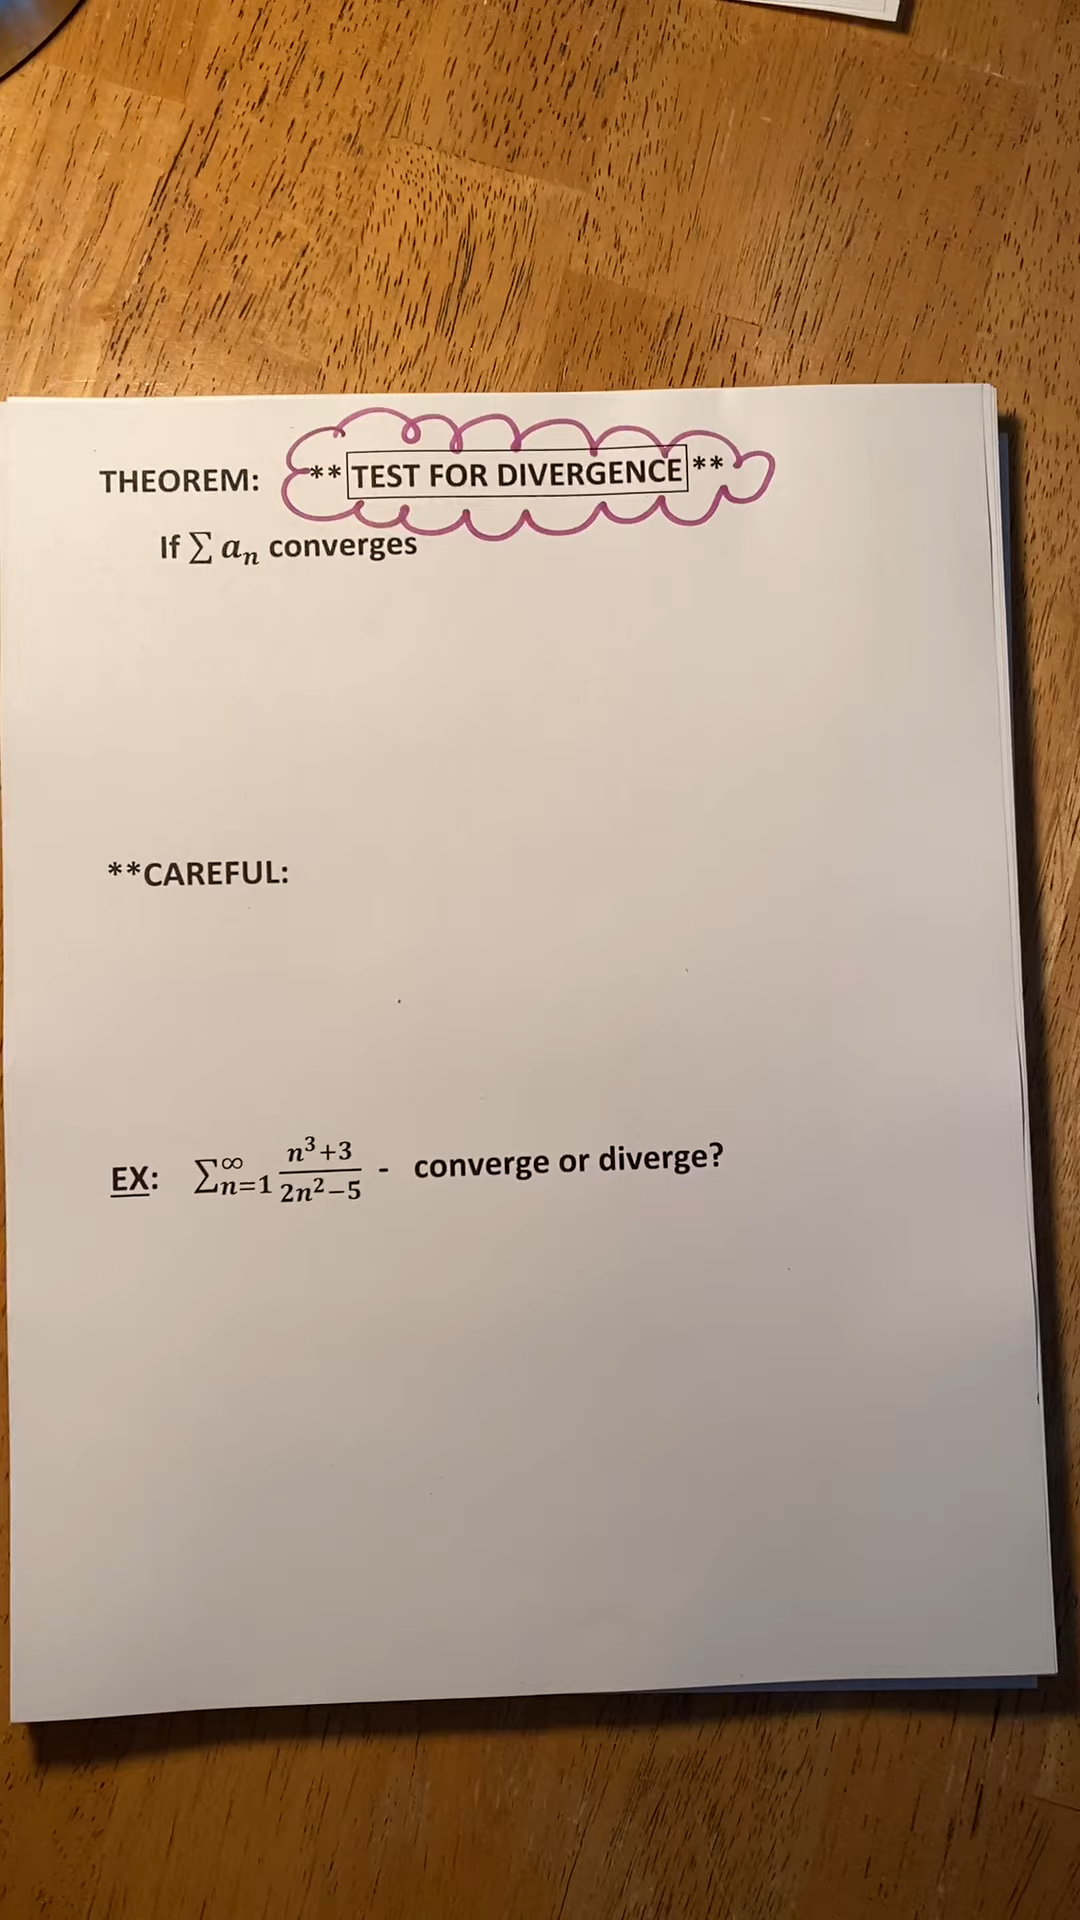 THEOREM: **TEST FOR DIVERGENCE**
If ∑ aₙ converges
**CAREFUL:
EX: ∑ₙ₌₁^∞ (n³+3)/(2n²−5) - converge or diverge?